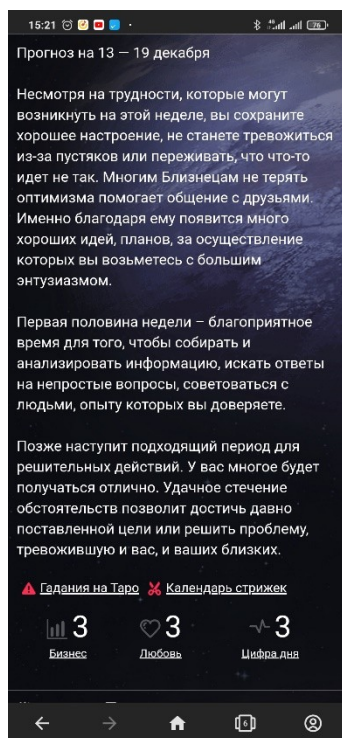 15:21
76
Прогноз на 13 — 19 декабря
Несмотря на трудности, которые могут
возникнуть на этой неделе, вы сохраните
хорошее настроение, не станете тревожиться
из-за пустяков или переживать, что что-то
идет не так. Многим Близнецам не терять
оптимизма помогает общение с друзьями.
Именно благодаря ему появится много
хороших идей, планов, за осуществление
которых вы возьметесь с большим
энтузиазмом.
Первая половина недели – благоприятное
время для того, чтобы собирать и
анализировать информацию, искать ответы
на непростые вопросы, советоваться с
людьми, опыту которых вы доверяете.
Позже наступит подходящий период для
решительных действий. У вас многое будет
получаться отлично. Удачное стечение
обстоятельств позволит достичь давно
поставленной цели или решить проблему,
тревожившую и вас, и ваших близких.
Гадания на Таро Календарь стрижек
3 3 3
Бизнес Любовь Цифра дня
6